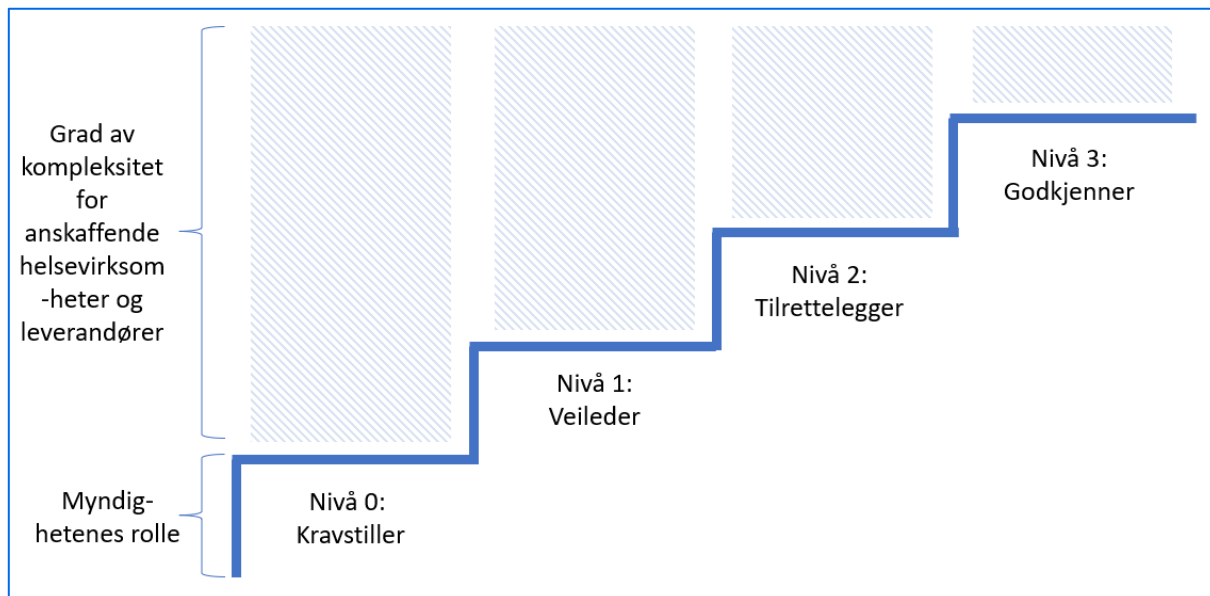 Grad av
kompleksitet
for
anskaffende
helsevirksom
-heter og
leverandører
Myndig-
hetenes rolle
Nivå 0:
Kravstiller
Nivå 1:
Veileder
Nivå 2:
Tilrettelegger
Nivå 3:
Godkjenner